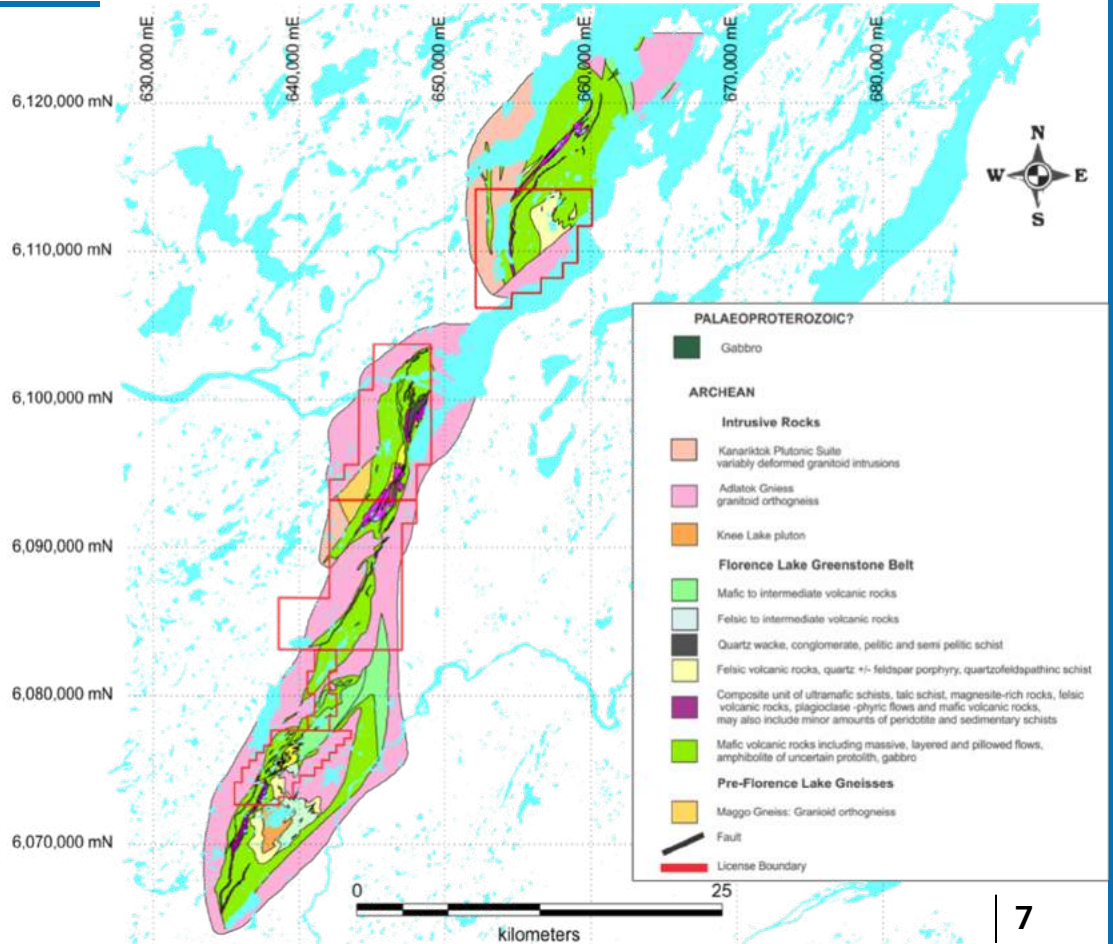 630,000 mE
640,000 mE
650,000 mE
660,000 mE
670,000 mE
680,000 mE
6,120,000 mN
6,110,000 mN
6,100,000 mN
6,090,000 mN
6,080,000 mN
6,070,000 mN
N
W
E
S
PALAEOPROTEROZOIC?
Gabbro
ARCHEAN
Intrusive Rocks
Kanariktok Plutonic Suite
variably deformed granitoid intrusions
Adlatok Gniess
granitoid orthogneiss
Knee Lake pluton
Florence Lake Greenstone Belt
Mafic to intermediate volcanic rocks
Felsic to intermediate volcanic rocks
Quartz wacke, conglomerate, pelitic and semi pelitic schist
Felsic volcanic rocks, quartz +/- feldspar porphyry, quartzofeldspathinc schist
Composite unit of ultramafic schists, talc schist, magnesite-rich rocks, felsic
volcanic rocks, plagioclase -phyric flows and mafic volcanic rocks,
may also include minor amounts of peridotite and sedimentary schists
Mafic volcanic rocks including massive, layered and pillowed flows,
amphibolite of uncertain protolith, gabbro
Pre-Florence Lake Gneisses
Maggo Gneiss: Granioid orthogneiss
Fault
License Boundary
0
25
kilometers
7